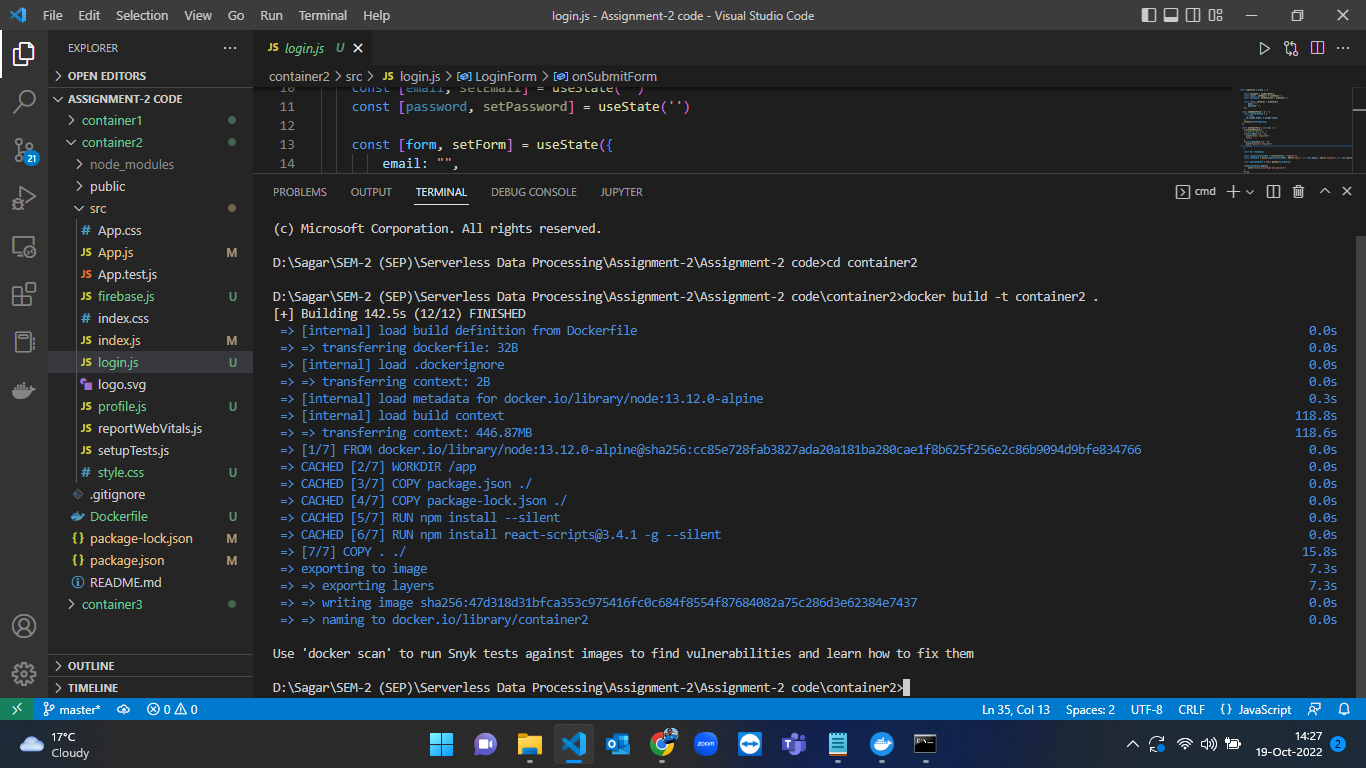 File Edit Selection View Go Run Terminal Help
login.js - Assignment-2 code - Visual Studio Code
EXPLORER
OPEN EDITORS
ASSIGNMENT-2 CODE
container1
container2
node_modules
public
src
# App.css
JS App.js M
JS App.test.js
JS firebase.js U
# index.css
JS index.js M
JS login.js U
logo.svg
JS profile.js U
JS reportWebVitals.js
JS setupTests.js
# style.css U
.gitignore
Dockerfile U
{} package-lock.json M
{} package.json M
README.md
container3
OUTLINE
TIMELINE
21
JS login.js U
container2 > src > JS login.js > LoginForm > onSubmitForm
10 const [email, setEmail] = useState('')
11 const [password, setPassword] = useState('')
12
13 const [form, setForm] = useState({
14 email: "",
PROBLEMS OUTPUT TERMINAL DEBUG CONSOLE JUPYTER
cmd
(c) Microsoft Corporation. All rights reserved.
D:\Sagar\SEM-2 (SEP)\Serverless Data Processing\Assignment-2\Assignment-2 code>cd container2
D:\Sagar\SEM-2 (SEP)\Serverless Data Processing\Assignment-2\Assignment-2 code\container2>docker build -t container2 .
[+] Building 142.5s (12/12) FINISHED
=> [internal] load build definition from Dockerfile 0.0s
=> => transferring dockerfile: 32B 0.0s
=> [internal] load .dockerignore 0.0s
=> => transferring context: 2B 0.0s
=> [internal] load metadata for docker.io/library/node:13.12.0-alpine 0.3s
=> [internal] load build context 118.8s
=> => transferring context: 446.87MB 118.6s
=> [1/7] FROM docker.io/library/node:13.12.0-alpine@sha256:cc85e728fab3827ada20a181ba280cae1f8b625f256e2c86b9094d9bfe834766 0.0s
=> CACHED [2/7] WORKDIR /app 0.0s
=> CACHED [3/7] COPY package.json ./ 0.0s
=> CACHED [4/7] COPY package-lock.json ./ 0.0s
=> CACHED [5/7] RUN npm install --silent 0.0s
=> CACHED [6/7] RUN npm install react-scripts@3.4.1 -g --silent 0.0s
=> [7/7] COPY . ./ 15.8s
=> exporting to image 7.3s
=> => exporting layers 7.3s
=> => writing image sha256:47d318d31bfca353c975416fc0c684f8554f87684082a75c286d3e62384e7437 0.0s
=> => naming to docker.io/library/container2 0.0s
Use 'docker scan' to run Snyk tests against images to find vulnerabilities and learn how to fix them
D:\Sagar\SEM-2 (SEP)\Serverless Data Processing\Assignment-2\Assignment-2 code\container2>
master* 0 0
Ln 35, Col 13 Spaces: 2 UTF-8 CRLF {} JavaScript
17°C
Cloudy
zoom
14:27
19-Oct-2022
2